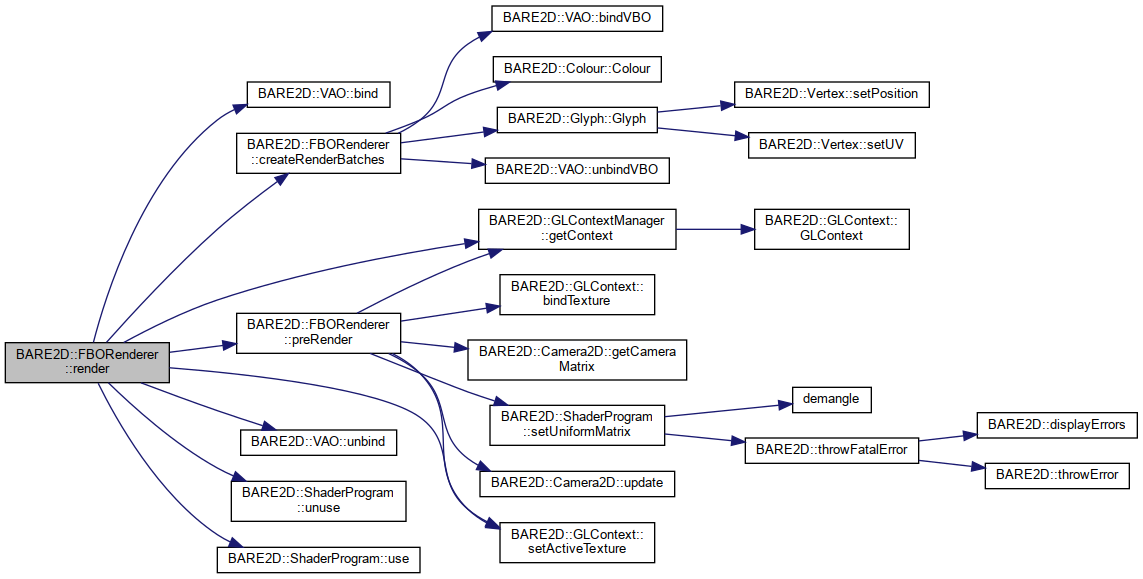 BARE2D::VAO::bindVBO
BARE2D::Colour::Colour
BARE2D::VAO::bind
BARE2D::Vertex::setPosition
BARE2D::Glyph::Glyph
BARE2D::FBORenderer
::createRenderBatches
BARE2D::Vertex::setUV
BARE2D::VAO::unbindVBO
BARE2D::GLContextManager
::getContext
BARE2D::GLContext::
GLContext
BARE2D::GLContext::
bindTexture
BARE2D::FBORenderer
::preRender
BARE2D::FBORenderer
::render
BARE2D::Camera2D::getCamera
Matrix
demangle
BARE2D::ShaderProgram
::setUniformMatrix
BARE2D::displayErrors
BARE2D::VAO::unbind
BARE2D::throwFatalError
BARE2D::throwError
BARE2D::Camera2D::update
BARE2D::ShaderProgram
::unuse
BARE2D::GLContext::
setActiveTexture
BARE2D::ShaderProgram::use